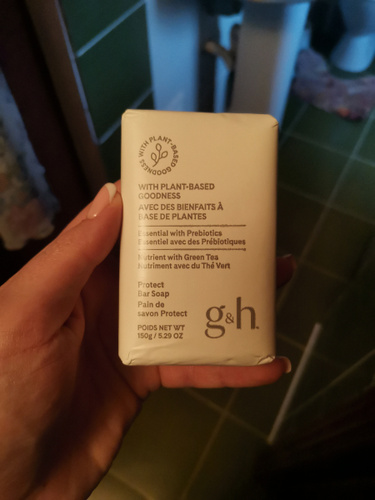 WITH PLANT-BASED GOODNESS
WITH PLANT-BASED
GOODNESS
AVEC DES BIENFAITS À
BASE DE PLANTES
Essential with Prebiotics
Essentiel avec des Prébiotiques
Nutrient with Green Tea
Nutriment avec du Thé Vert
Protect
Bar Soap
Pain de
savon Protect
POIDS NET WT
150g / 5.29 OZ
g&h